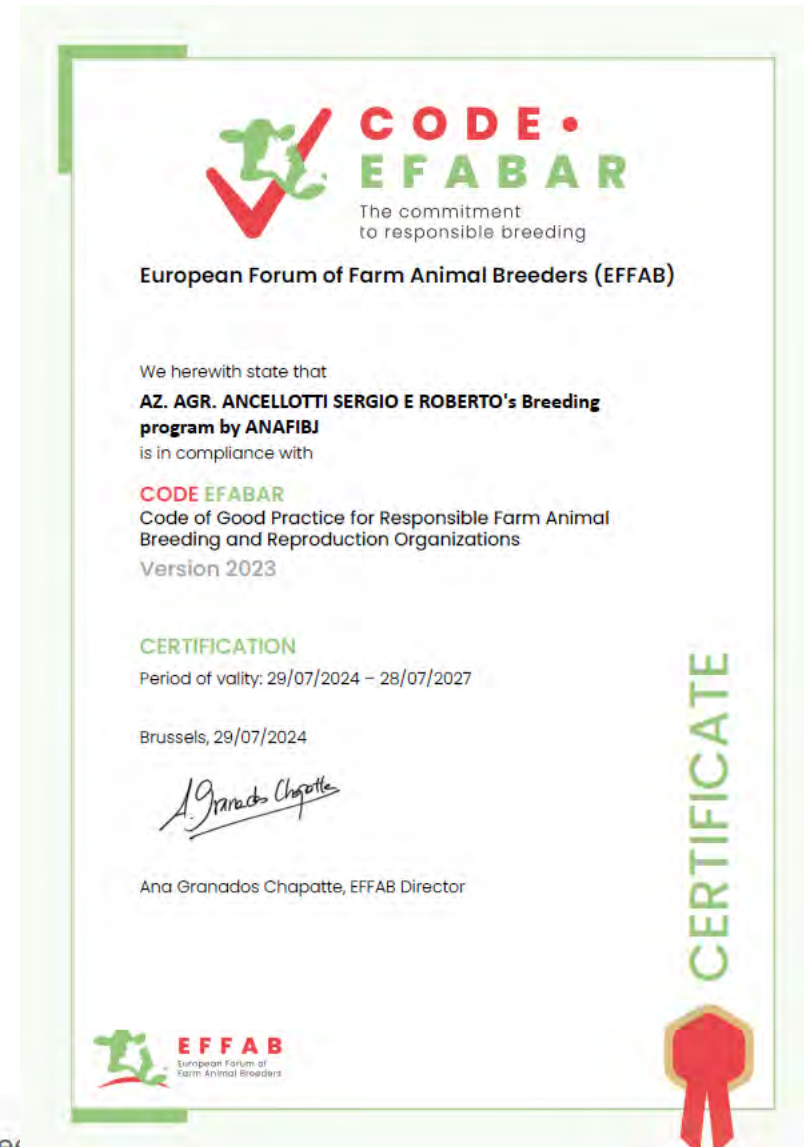 CODE
EFABAR
The commitment
to responsible breeding
European Forum of Farm Animal Breeders (EFFAB)
We herewith state that
AZ. AGR. ANCELLOTTI SERGIO E ROBERTO's Breeding
program by ANAFIBJ
is in compliance with
CODE EFABAR
Code of Good Practice for Responsible Farm Animal
Breeding and Reproduction Organizations
Version 2023
CERTIFICATION
Period of vality: 29/07/2024 – 28/07/2027
Brussels, 29/07/2024
A. Granados Chapatte
Ana Granados Chapatte, EFFAB Director
CERTIFICATE
EFFAB
European Forum of
Farm Animal Breeders